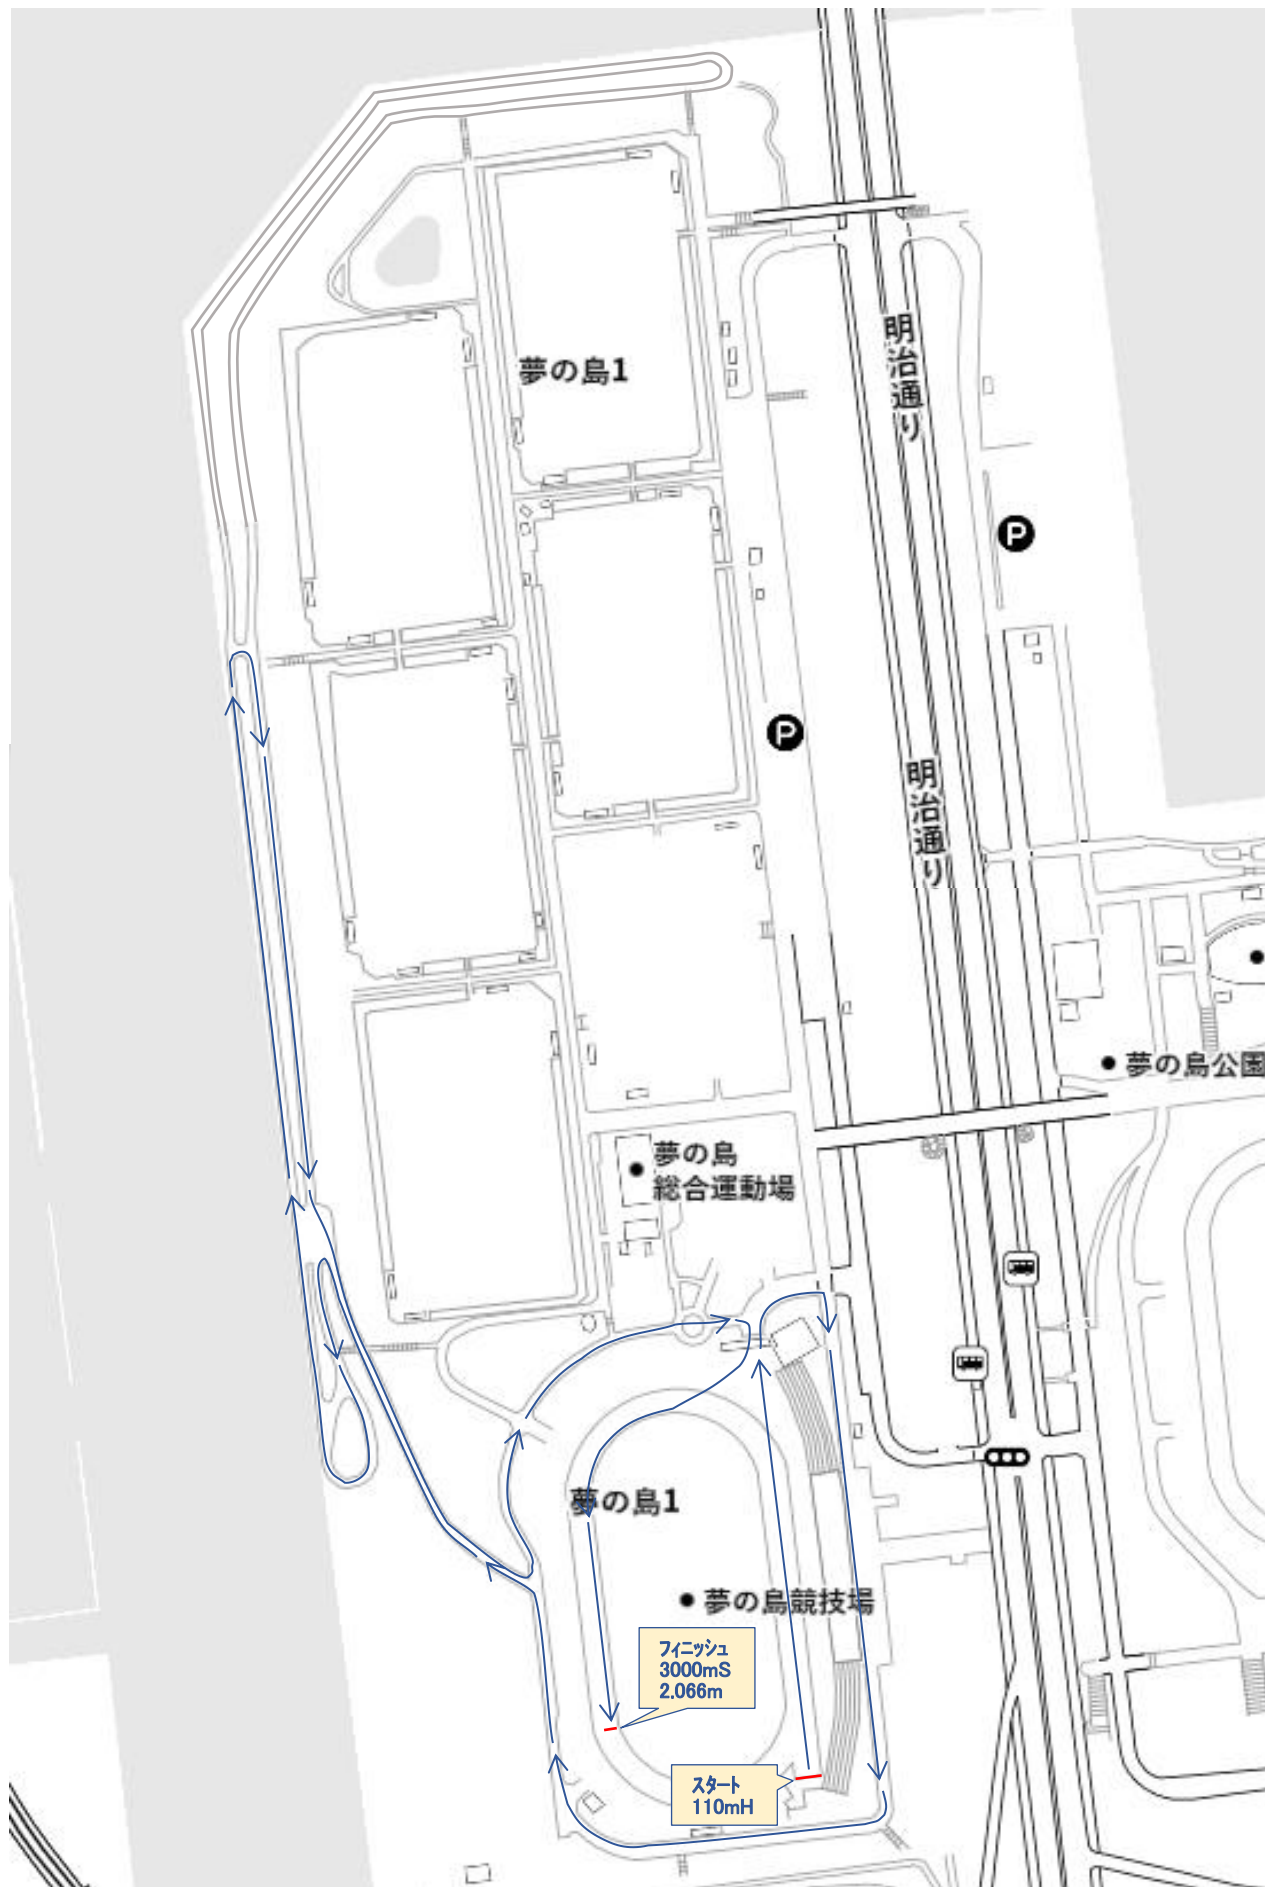 明治通り
夢の島1
P
P
明治通り
夢の島公園
夢の島
総合運動場
夢の島1
夢の島競技場
フィニッシュ
3000mS
2.066m
スタート
110mH